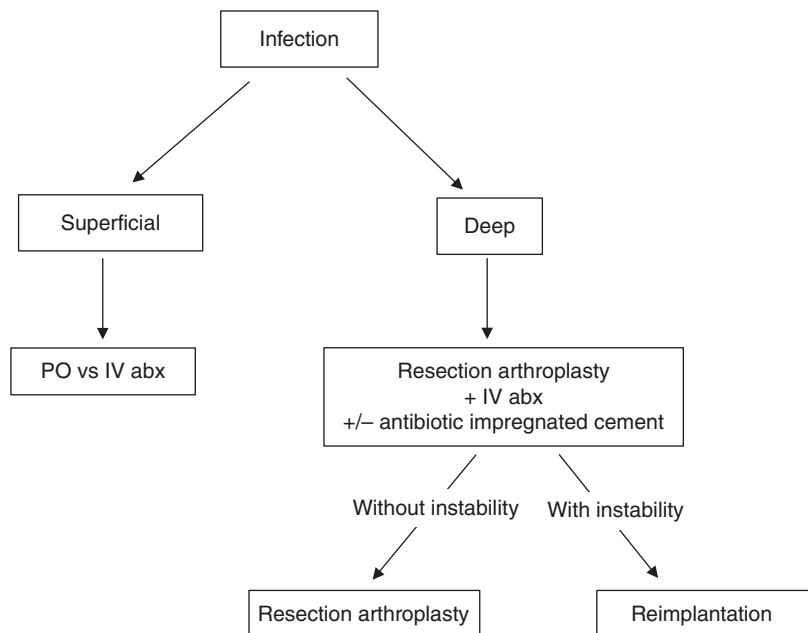 Infection
Superficial
Deep
PO vs IV abx
Resection arthroplasty
+ IV abx
+/– antibiotic impregnated cement
Without instability
With instability
Resection arthroplasty
Reimplantation